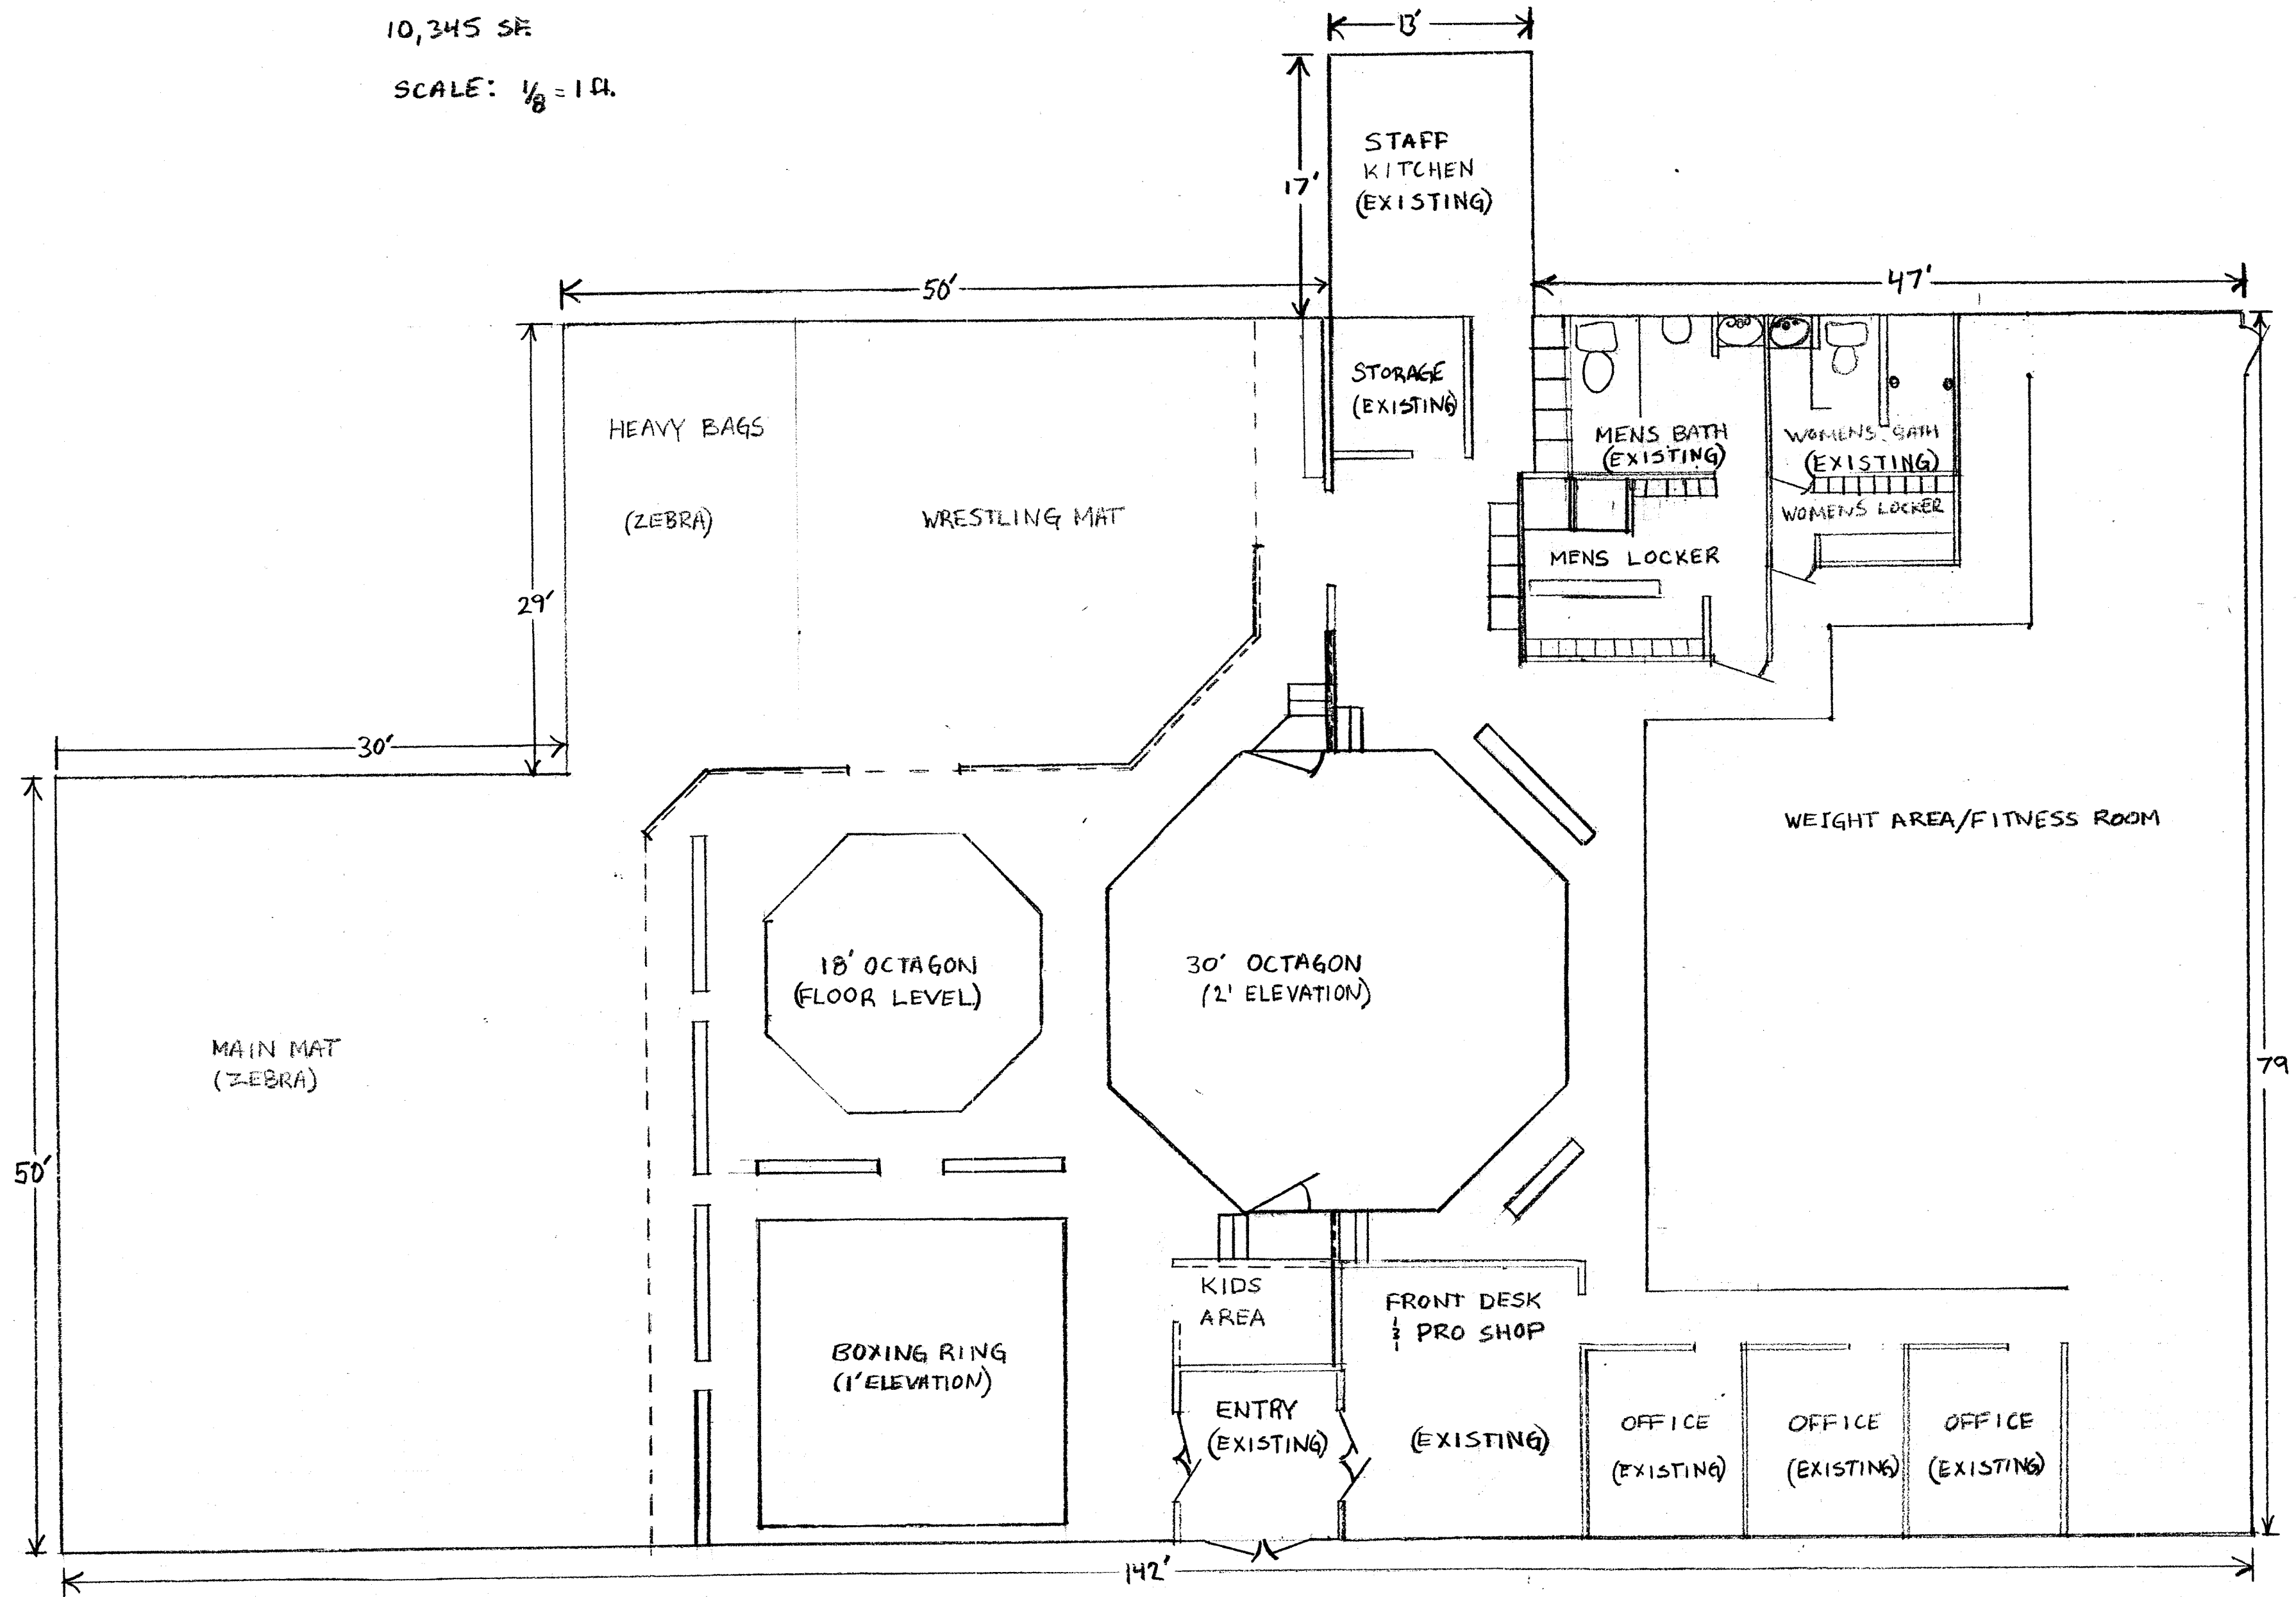 10,345 SF.
SCALE: 1/8 = 1 ft.
13'
17'
STAFF
KITCHEN
(EXISTING)
50'
47'
29'
HEAVY BAGS
(ZEBRA)
WRESTLING MAT
STORAGE
(EXISTING)
MENS BATH
(EXISTING)
WOMENS BATH
(EXISTING)
WOMENS LOCKER
MENS LOCKER
30'
WEIGHT AREA/FITNESS ROOM
18' OCTAGON
(FLOOR LEVEL)
30' OCTAGON
(2' ELEVATION)
MAIN MAT
(ZEBRA)
79
50'
KIDS
AREA
FRONT DESK
& PRO SHOP
(EXISTING)
BOXING RING
(1' ELEVATION)
ENTRY
(EXISTING)
OFFICE
(EXISTING)
OFFICE
(EXISTING)
OFFICE
(EXISTING)
142'